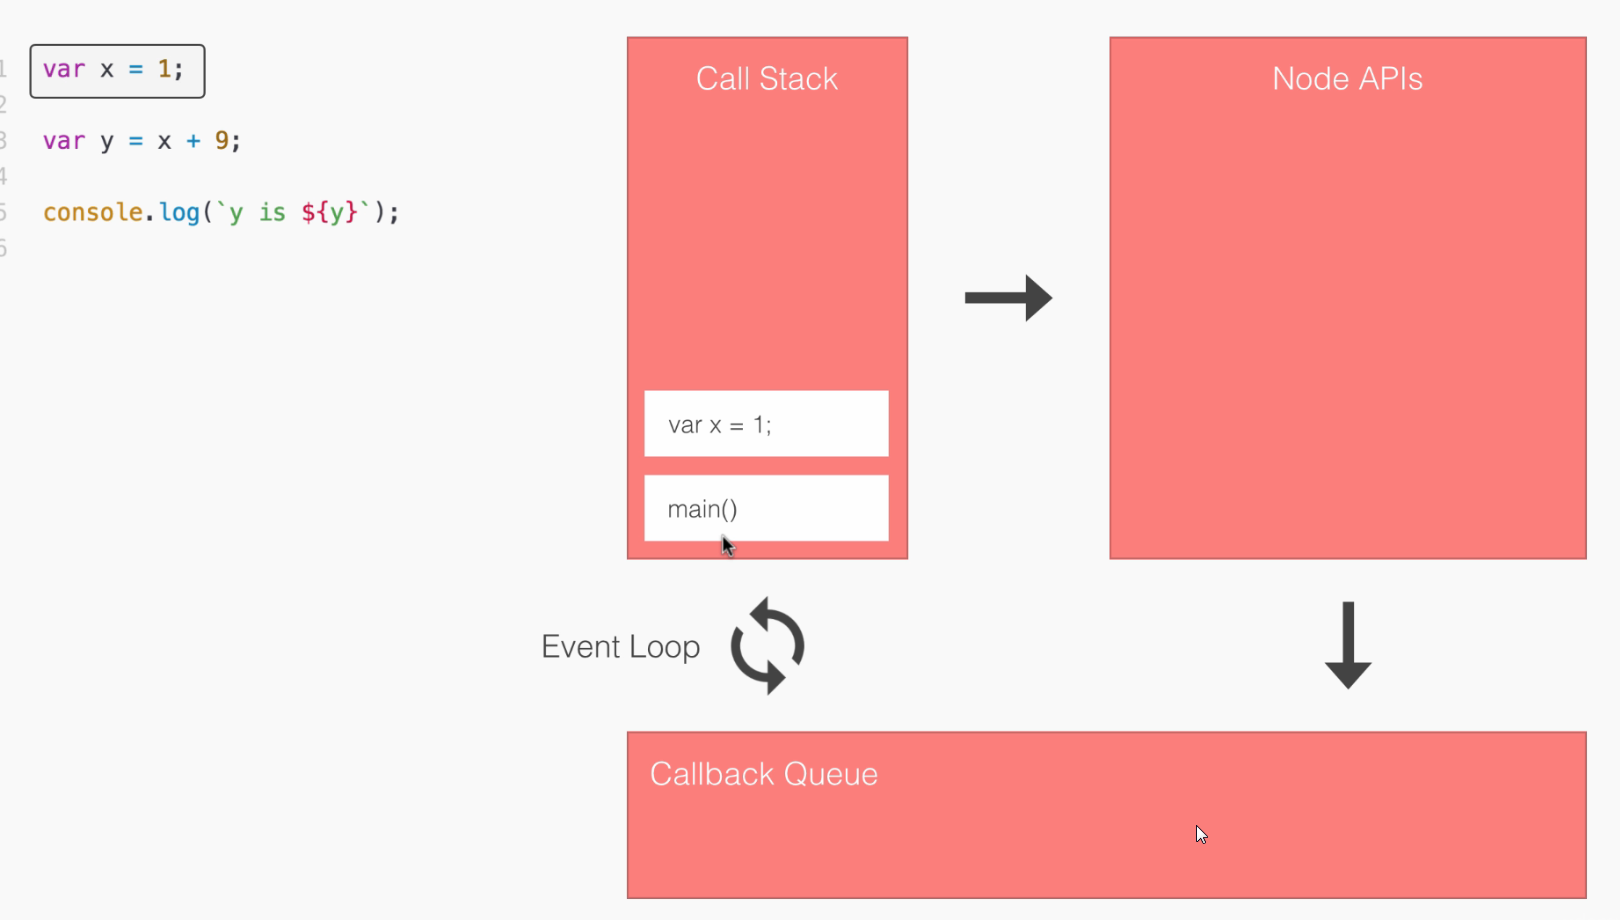 1 var x = 1;
2
3 var y = x + 9;
4
5 console.log(`y is ${y}`);
6
Call Stack
Node APIs
var x = 1;
main()
Event Loop
Callback Queue